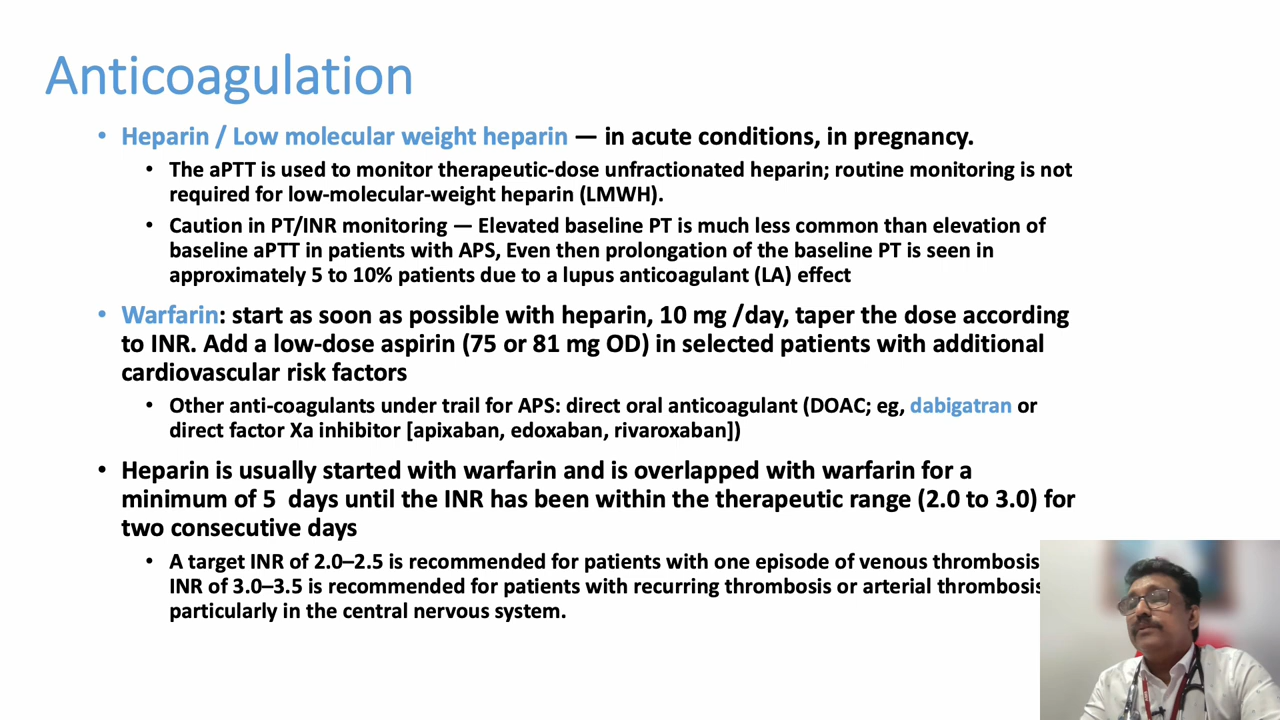 Anticoagulation
• Heparin / Low molecular weight heparin — in acute conditions, in pregnancy.
• The aPTT is used to monitor therapeutic-dose unfractionated heparin; routine monitoring is not
required for low-molecular-weight heparin (LMWH).
• Caution in PT/INR monitoring — Elevated baseline PT is much less common than elevation of
baseline aPTT in patients with APS, Even then prolongation of the baseline PT is seen in
approximately 5 to 10% patients due to a lupus anticoagulant (LA) effect
• Warfarin: start as soon as possible with heparin, 10 mg /day, taper the dose according
to INR. Add a low-dose aspirin (75 or 81 mg OD) in selected patients with additional
cardiovascular risk factors
• Other anti-coagulants under trail for APS: direct oral anticoagulant (DOAC; eg, dabigatran or
direct factor Xa inhibitor [apixaban, edoxaban, rivaroxaban])
• Heparin is usually started with warfarin and is overlapped with warfarin for a
minimum of 5 days until the INR has been within the therapeutic range (2.0 to 3.0) for
two consecutive days
• A target INR of 2.0–2.5 is recommended for patients with one episode of venous thrombosis
INR of 3.0–3.5 is recommended for patients with recurring thrombosis or arterial thrombosis
particularly in the central nervous system.